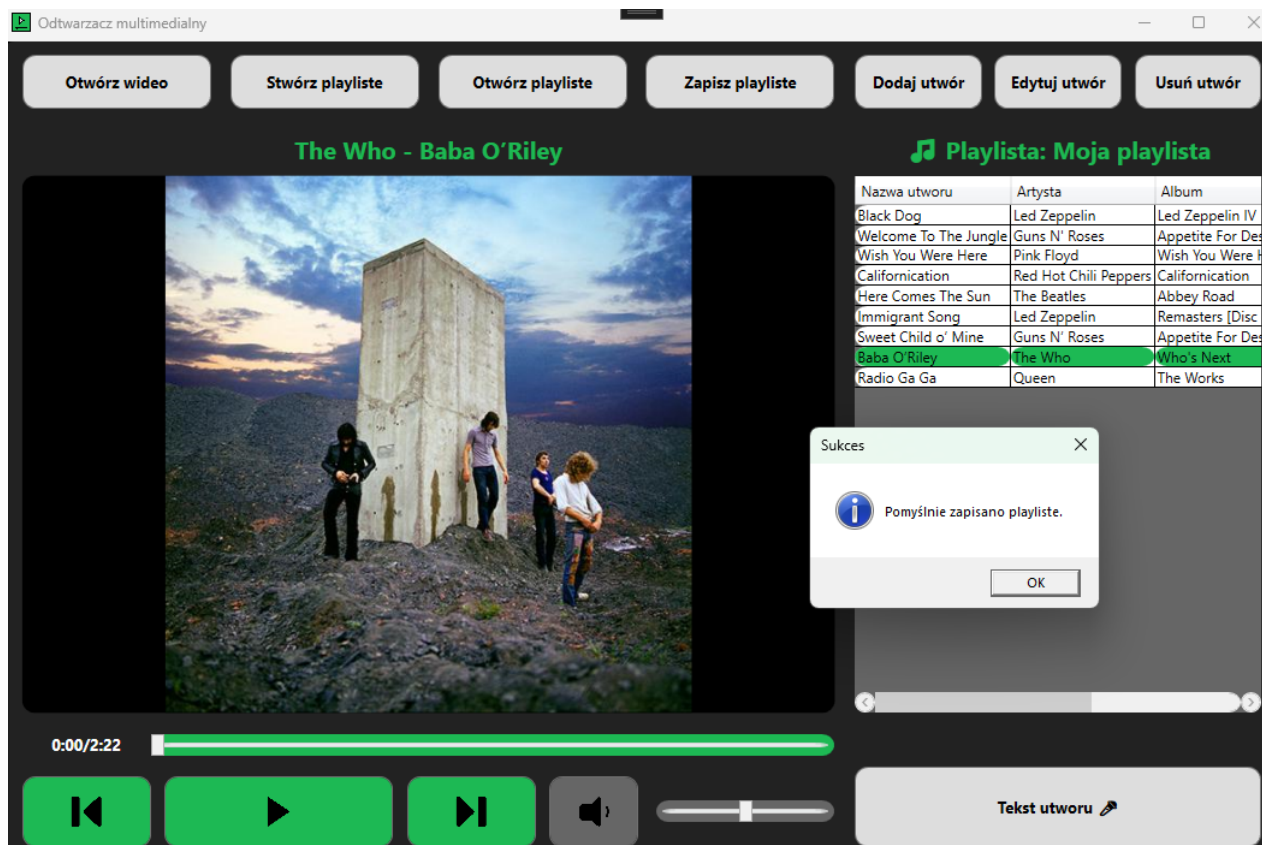 Odtwarzacz multimedialny
Otwórz wideo
Stwórz playliste
Otwórz playliste
Zapisz playliste
Dodaj utwór
Edytuj utwór
Usuń utwór
The Who - Baba O’Riley
Playlista: Moja playlista
Nazwa utworu Artysta Album
Black Dog Led Zeppelin Led Zeppelin IV
Welcome To The Jungle Guns N' Roses Appetite For Des
Wish You Were Here Pink Floyd Wish You Were H
Californication Red Hot Chili Peppers Californication
Here Comes The Sun The Beatles Abbey Road
Immigrant Song Led Zeppelin Remasters [Disc
Sweet Child o’ Mine Guns N’ Roses Appetite For Des
Baba O’Riley The Who Who's Next
Radio Ga Ga Queen The Works
Sukces
Pomyślnie zapisano playliste.
OK
0:00/2:22
Tekst utworu